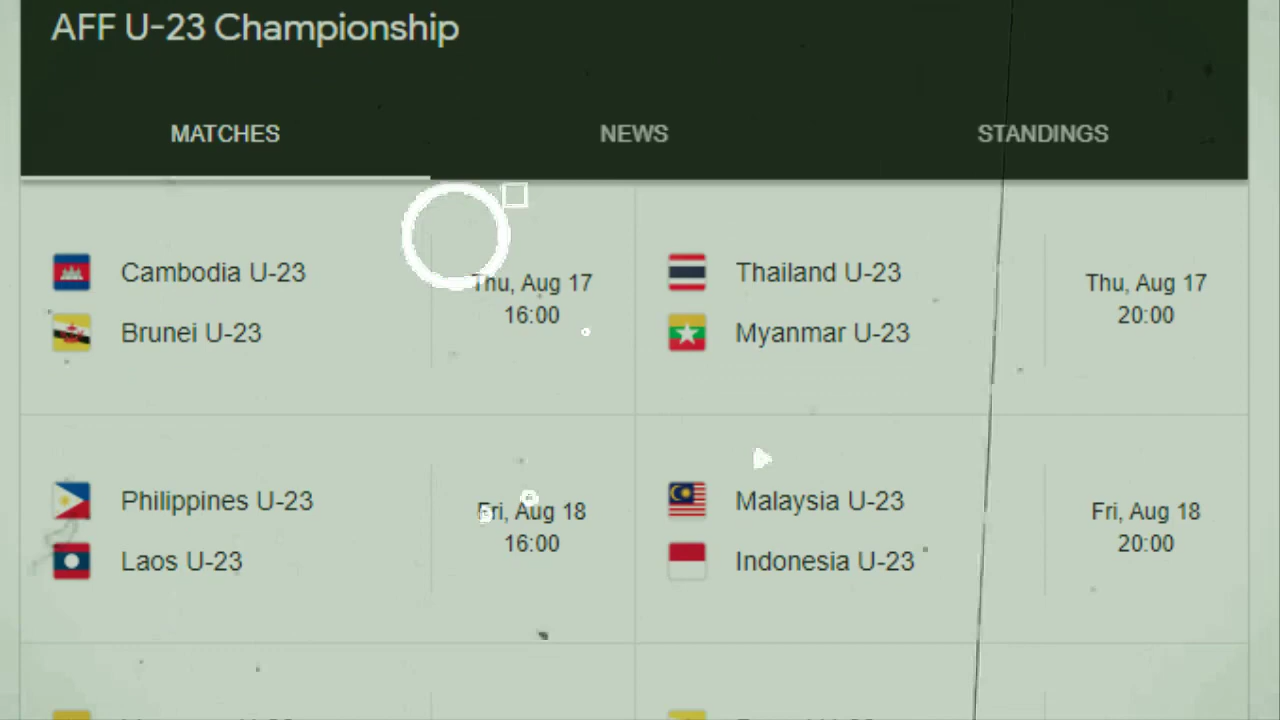 AFF U-23 Championship
MATCHES
NEWS
STANDINGS
Cambodia U-23
Brunei U-23
Thu, Aug 17
16:00
Thailand U-23
Myanmar U-23
Thu, Aug 17
20:00
Philippines U-23
Laos U-23
Fri, Aug 18
16:00
Malaysia U-23
Indonesia U-23
Fri, Aug 18
20:00